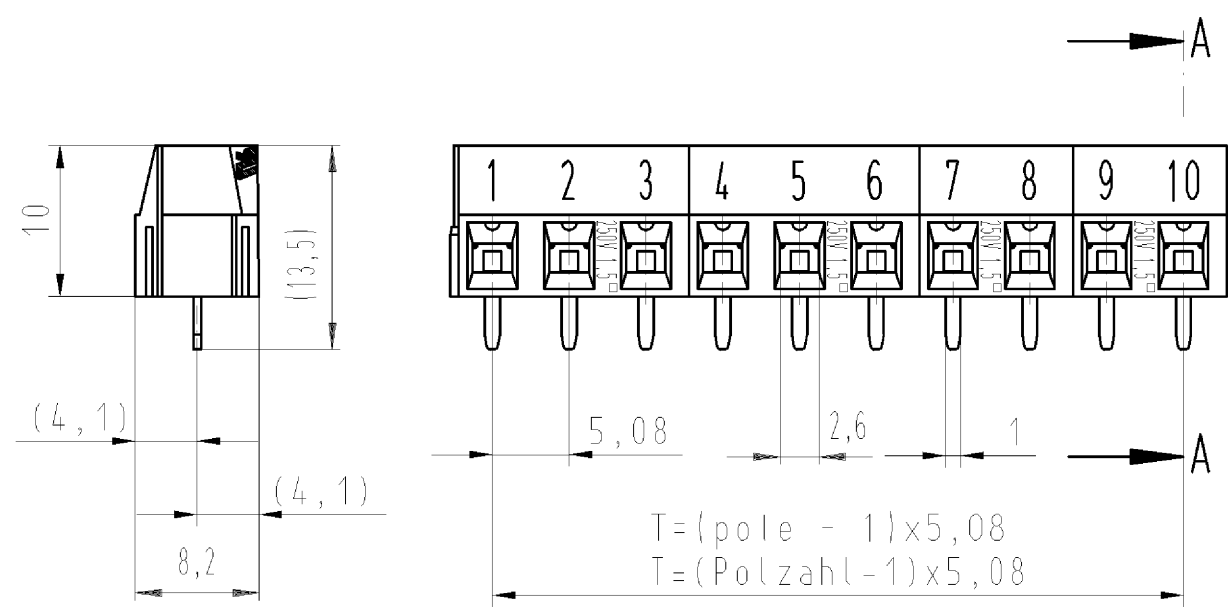 A
1 2 3 4 5 6 7 8 9 10
250V 1,5□ 250V 1,5□ 250V 1,5□ 250V 1,5□
10
(13,5)
(4,1)
5,08
2,6
1
A
(4,1)
8,2
T=(pole - 1)x5,08
T=(Polzahl-1)x5,08